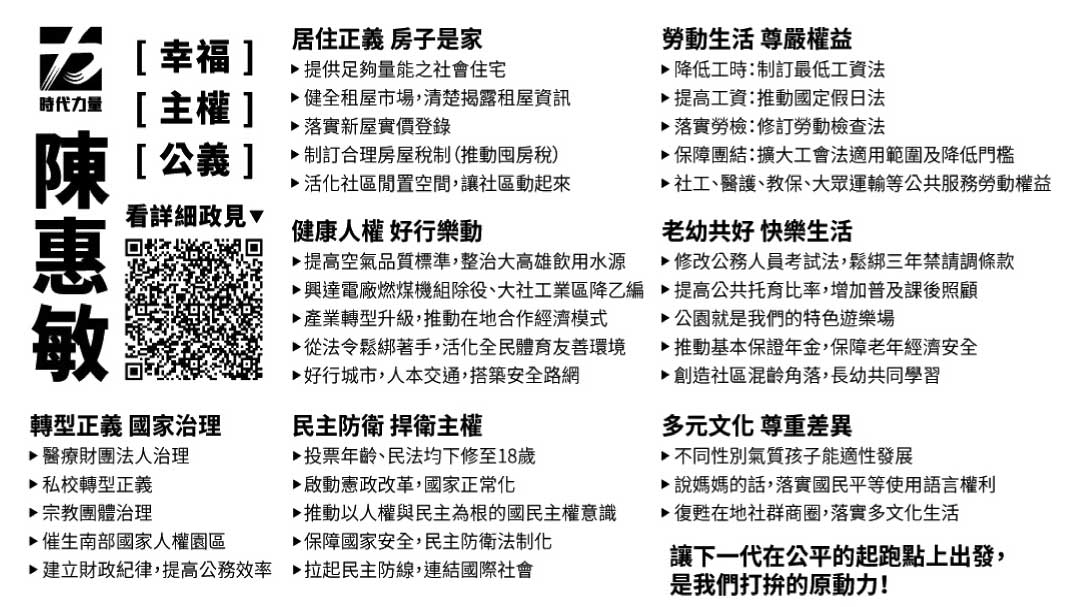 時代力量
陳惠敏
[ 幸福 ]
[ 主權 ]
[ 公義 ]
看詳細政見▼
居住正義 房子是家
▶提供足夠量能之社會住宅
▶健全租屋市場,清楚揭露租屋資訊
▶落實新屋實價登錄
▶制訂合理房屋稅制(推動囤房稅)
▶活化社區閒置空間,讓社區動起來
勞動生活 尊嚴權益
▶降低工時:制訂最低工資法
▶提高工資:推動國定假日法
▶落實勞檢:修訂勞動檢查法
▶保障團結:擴大工會法適用範圍及降低門檻
▶社工、醫護、教保、大眾運輸等公共服務勞動權益
健康人權 好行樂動
▶提高空氣品質標準,整治大高雄飲用水源
▶興達電廠燃煤機組除役、大社工業區降乙編
▶產業轉型升級,推動在地合作經濟模式
▶從法令鬆綁著手,活化全民體育友善環境
▶好行城市,人本交通,搭築安全路網
老幼共好 快樂生活
▶修改公務人員考試法,鬆綁三年禁請調條款
▶提高公共托育比率,增加普及課後照顧
▶公園就是我們的特色遊樂場
▶推動基本保證年金,保障老年經濟安全
▶創造社區混齡角落,長幼共同學習
轉型正義 國家治理
▶醫療財團法人治理
▶私校轉型正義
▶宗教團體治理
▶催生南部國家人權園區
▶建立財政紀律,提高公務效率
民主防衛 捍衛主權
▶投票年齡、民法均下修至18歲
▶啟動憲政改革,國家正常化
▶推動以人權與民主為根的國民主權意識
▶保障國家安全,民主防衛法制化
▶拉起民主防線,連結國際社會
多元文化 尊重差異
▶不同性別氣質孩子能適性發展
▶說媽媽的話,落實國民平等使用語言權利
▶復甦在地社群商圈,落實多文化生活
讓下一代在公平的起跑點上出發,
是我們打拚的原動力!